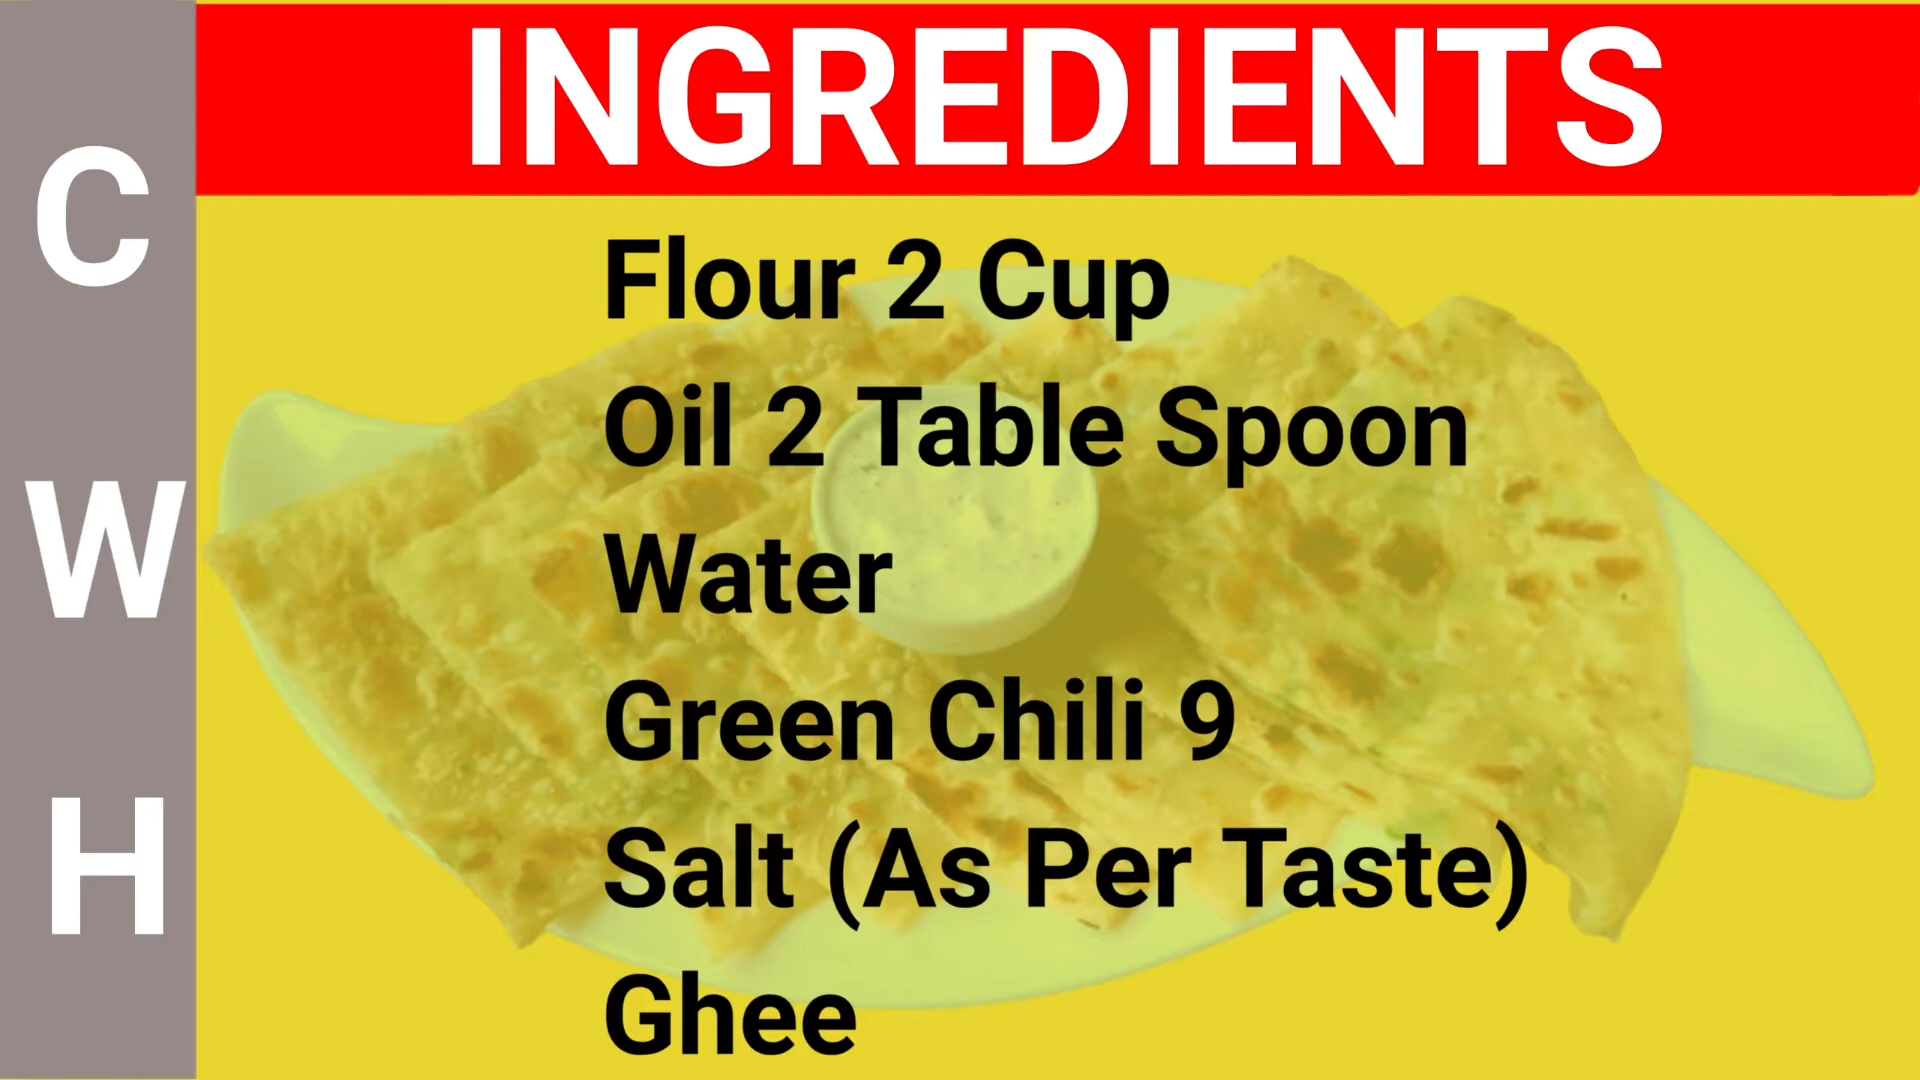 INGREDIENTS
C
W
H
Flour 2 Cup
Oil 2 Table Spoon
Water
Green Chili 9
Salt (As Per Taste)
Ghee